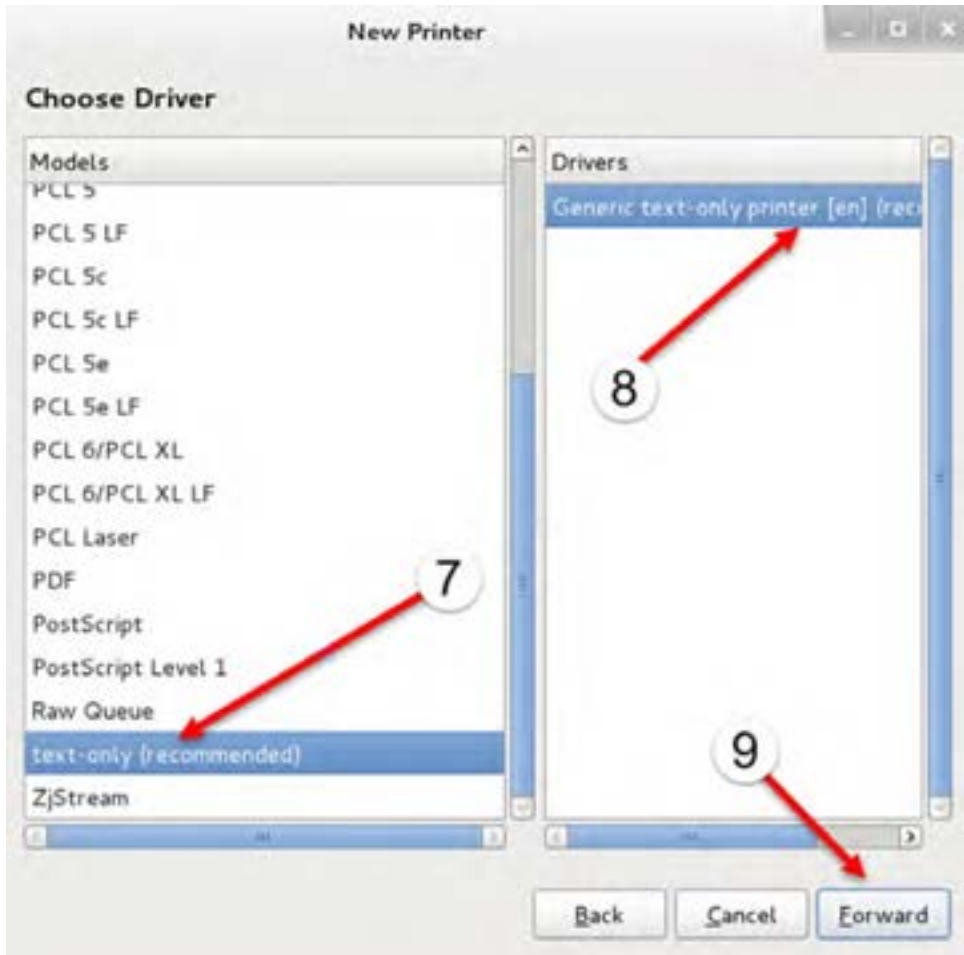 New Printer
Choose Driver
Models
PCL 5
PCL 5 LF
PCL 5c
PCL 5c LF
PCL 5e
PCL 5e LF
PCL 6/PCL XL
PCL 6/PCL XL LF
PCL Laser
PDF
PostScript
PostScript Level 1
Raw Queue
text-only (recommended)
ZjStream
7
Drivers
Generic text-only printer [en] (rec
8
9
Back
Cancel
Forward